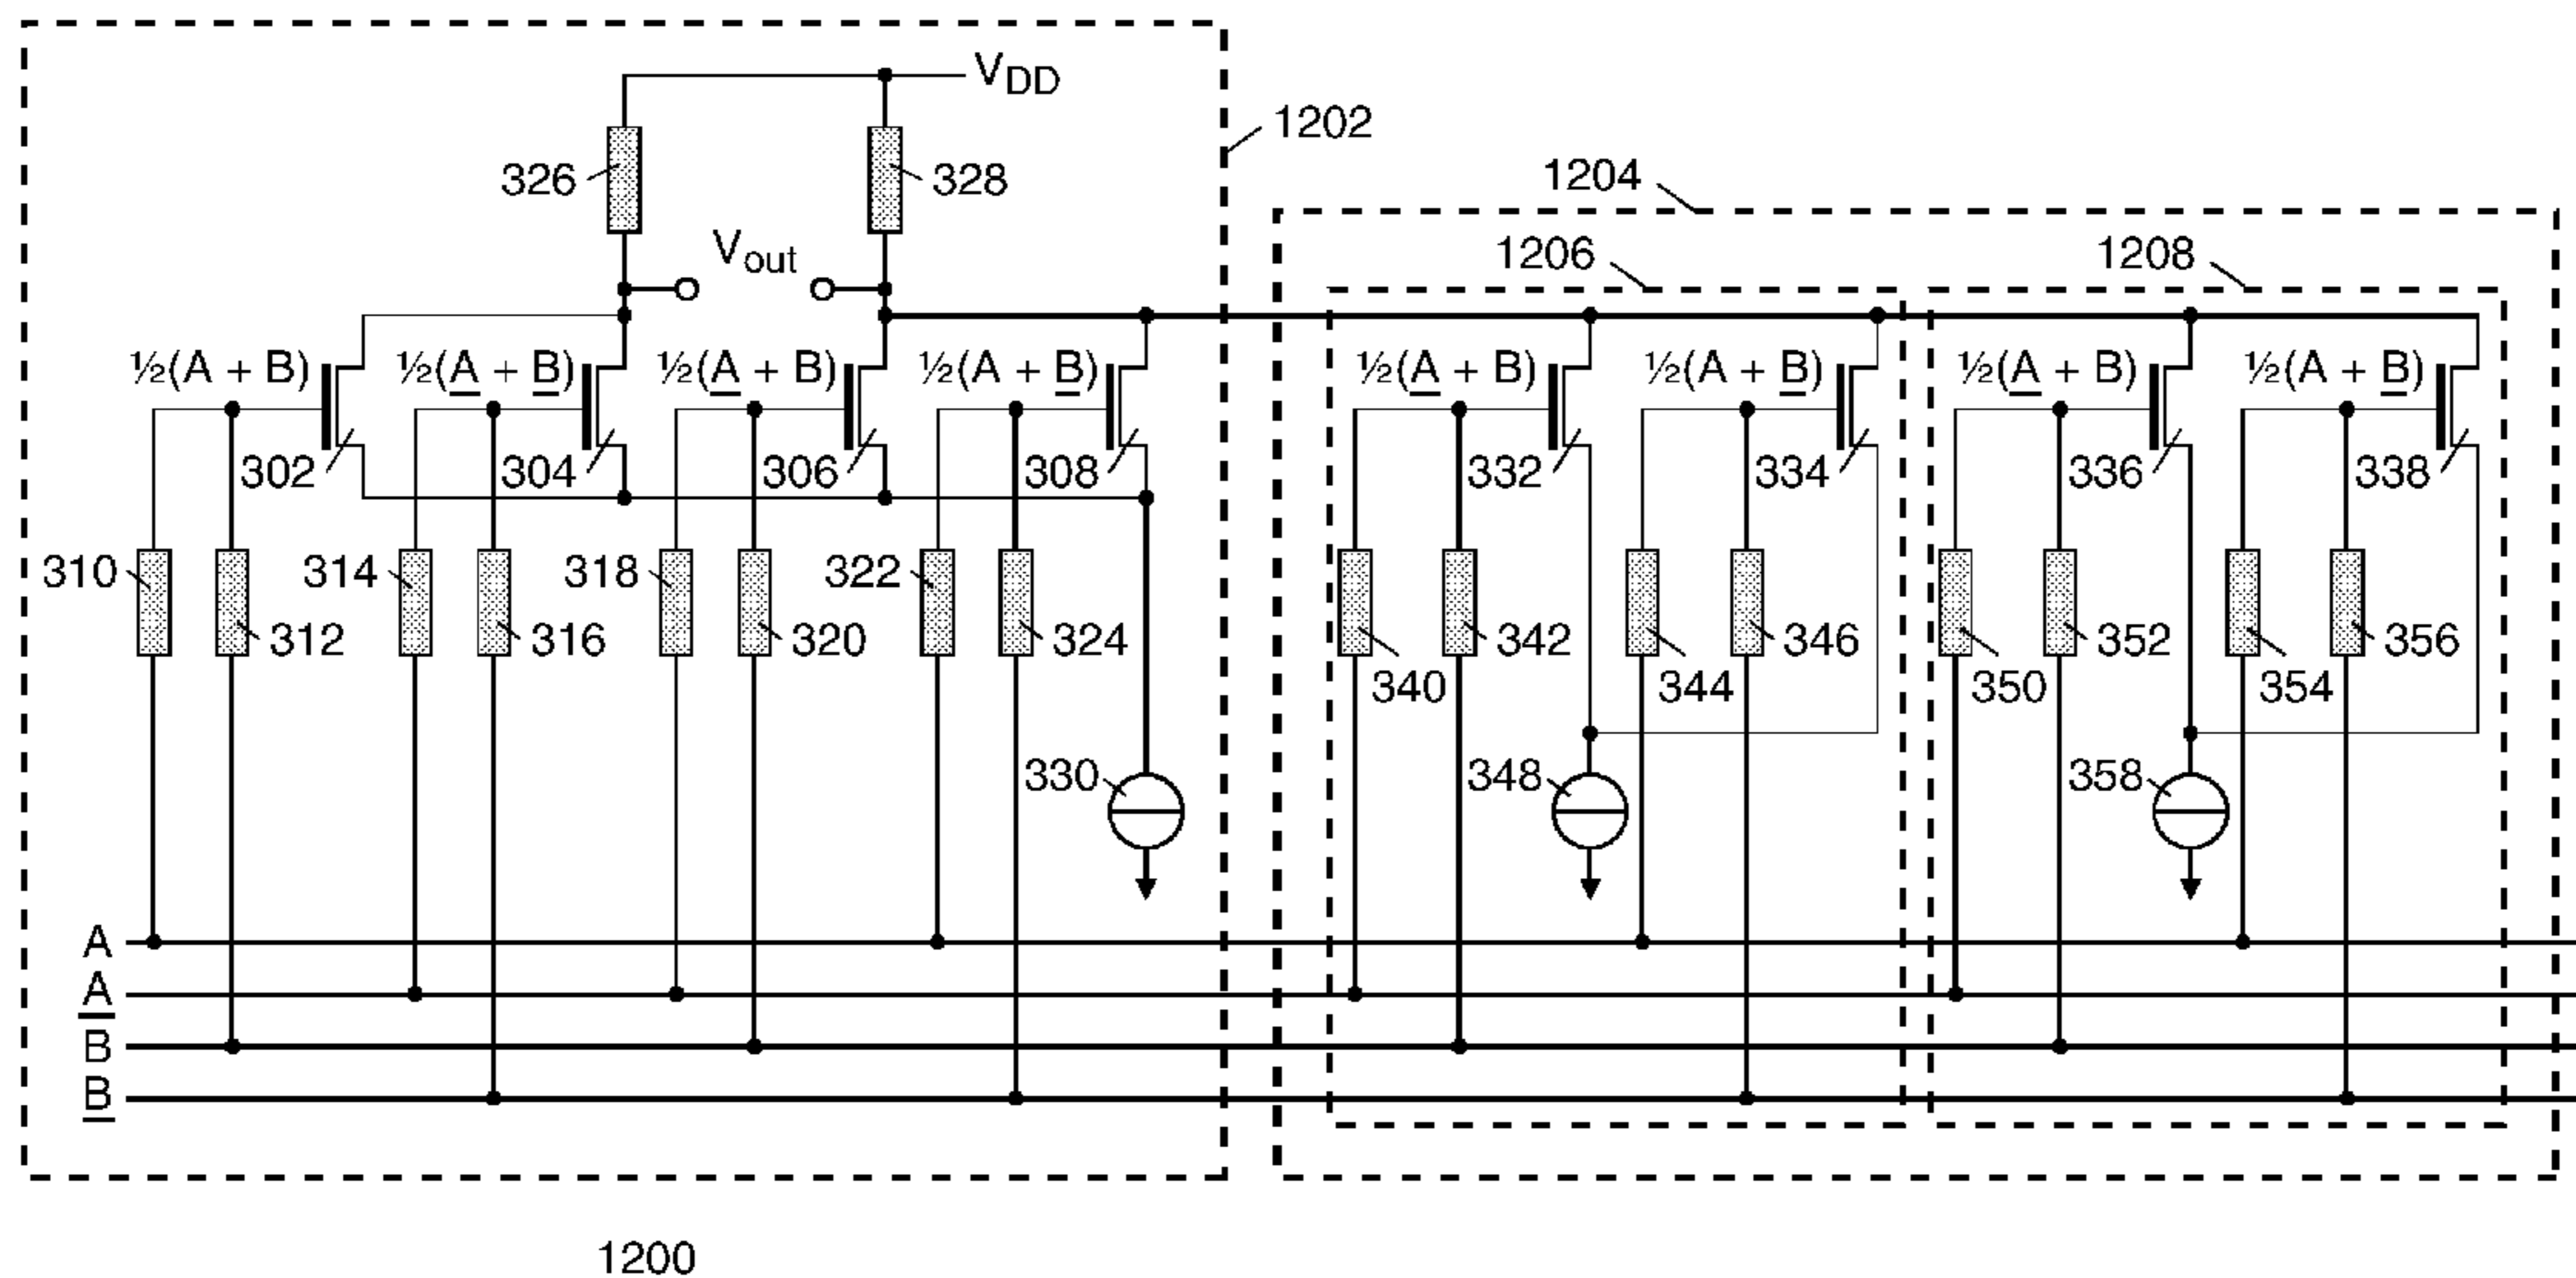 V_DD
1202
326
328
1204
V_out
1206
1208
½(A + B)
½(A̲ + B̲)
½(A̲ + B)
½(A + B̲)
½(A̲ + B)
½(A + B̲)
½(A̲ + B)
½(A + B̲)
302
304
306
308
332
334
336
338
310
314
318
322
312
316
320
324
342
346
352
356
340
344
350
354
330
348
358
A
A̲
B
B̲
1200